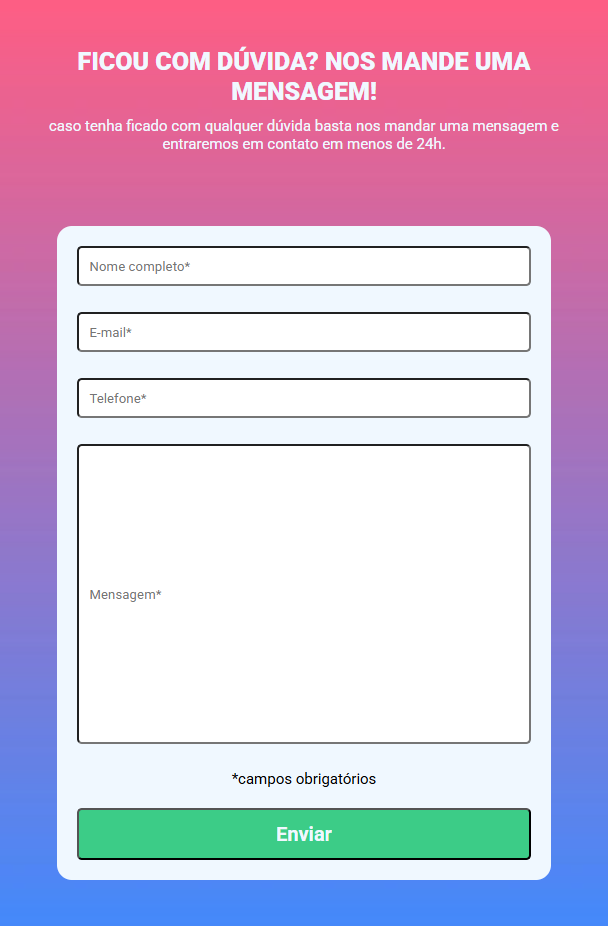 FICOU COM DÚVIDA? NOS MANDE UMA
MENSAGEM!
caso tenha ficado com qualquer dúvida basta nos mandar uma mensagem e
entraremos em contato em menos de 24h.
Nome completo*
E-mail*
Telefone*
Mensagem*
*campos obrigatórios
Enviar